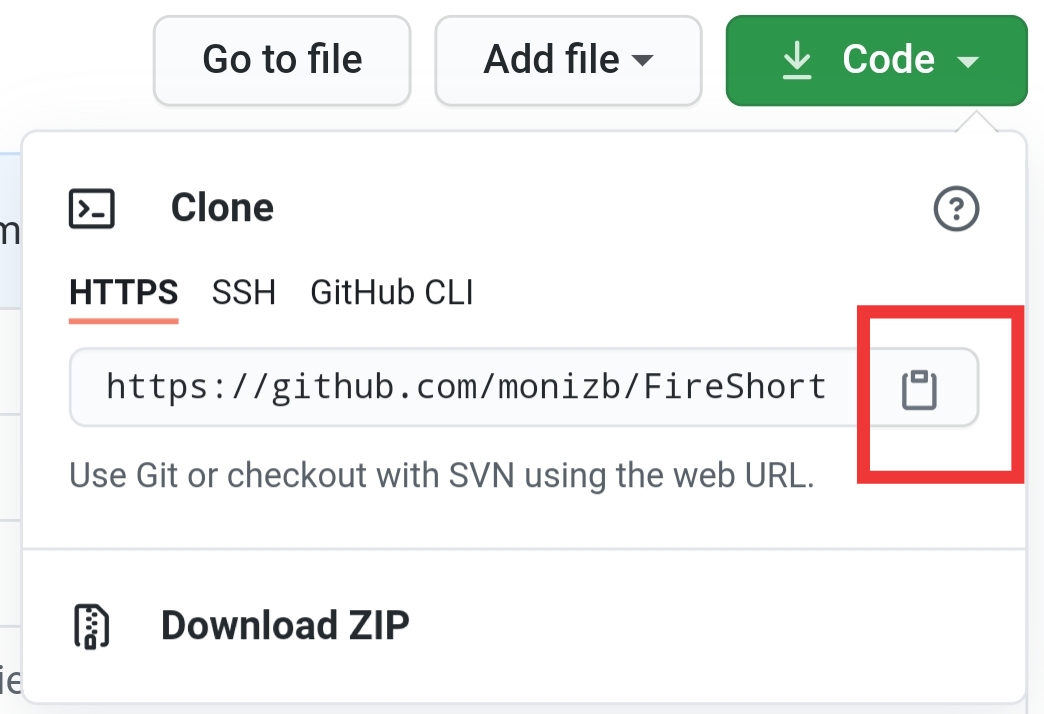 Go to file
Add file
Code
Clone
HTTPS SSH GitHub CLI
https://github.com/monizb/FireShort
Use Git or checkout with SVN using the web URL.
Download ZIP